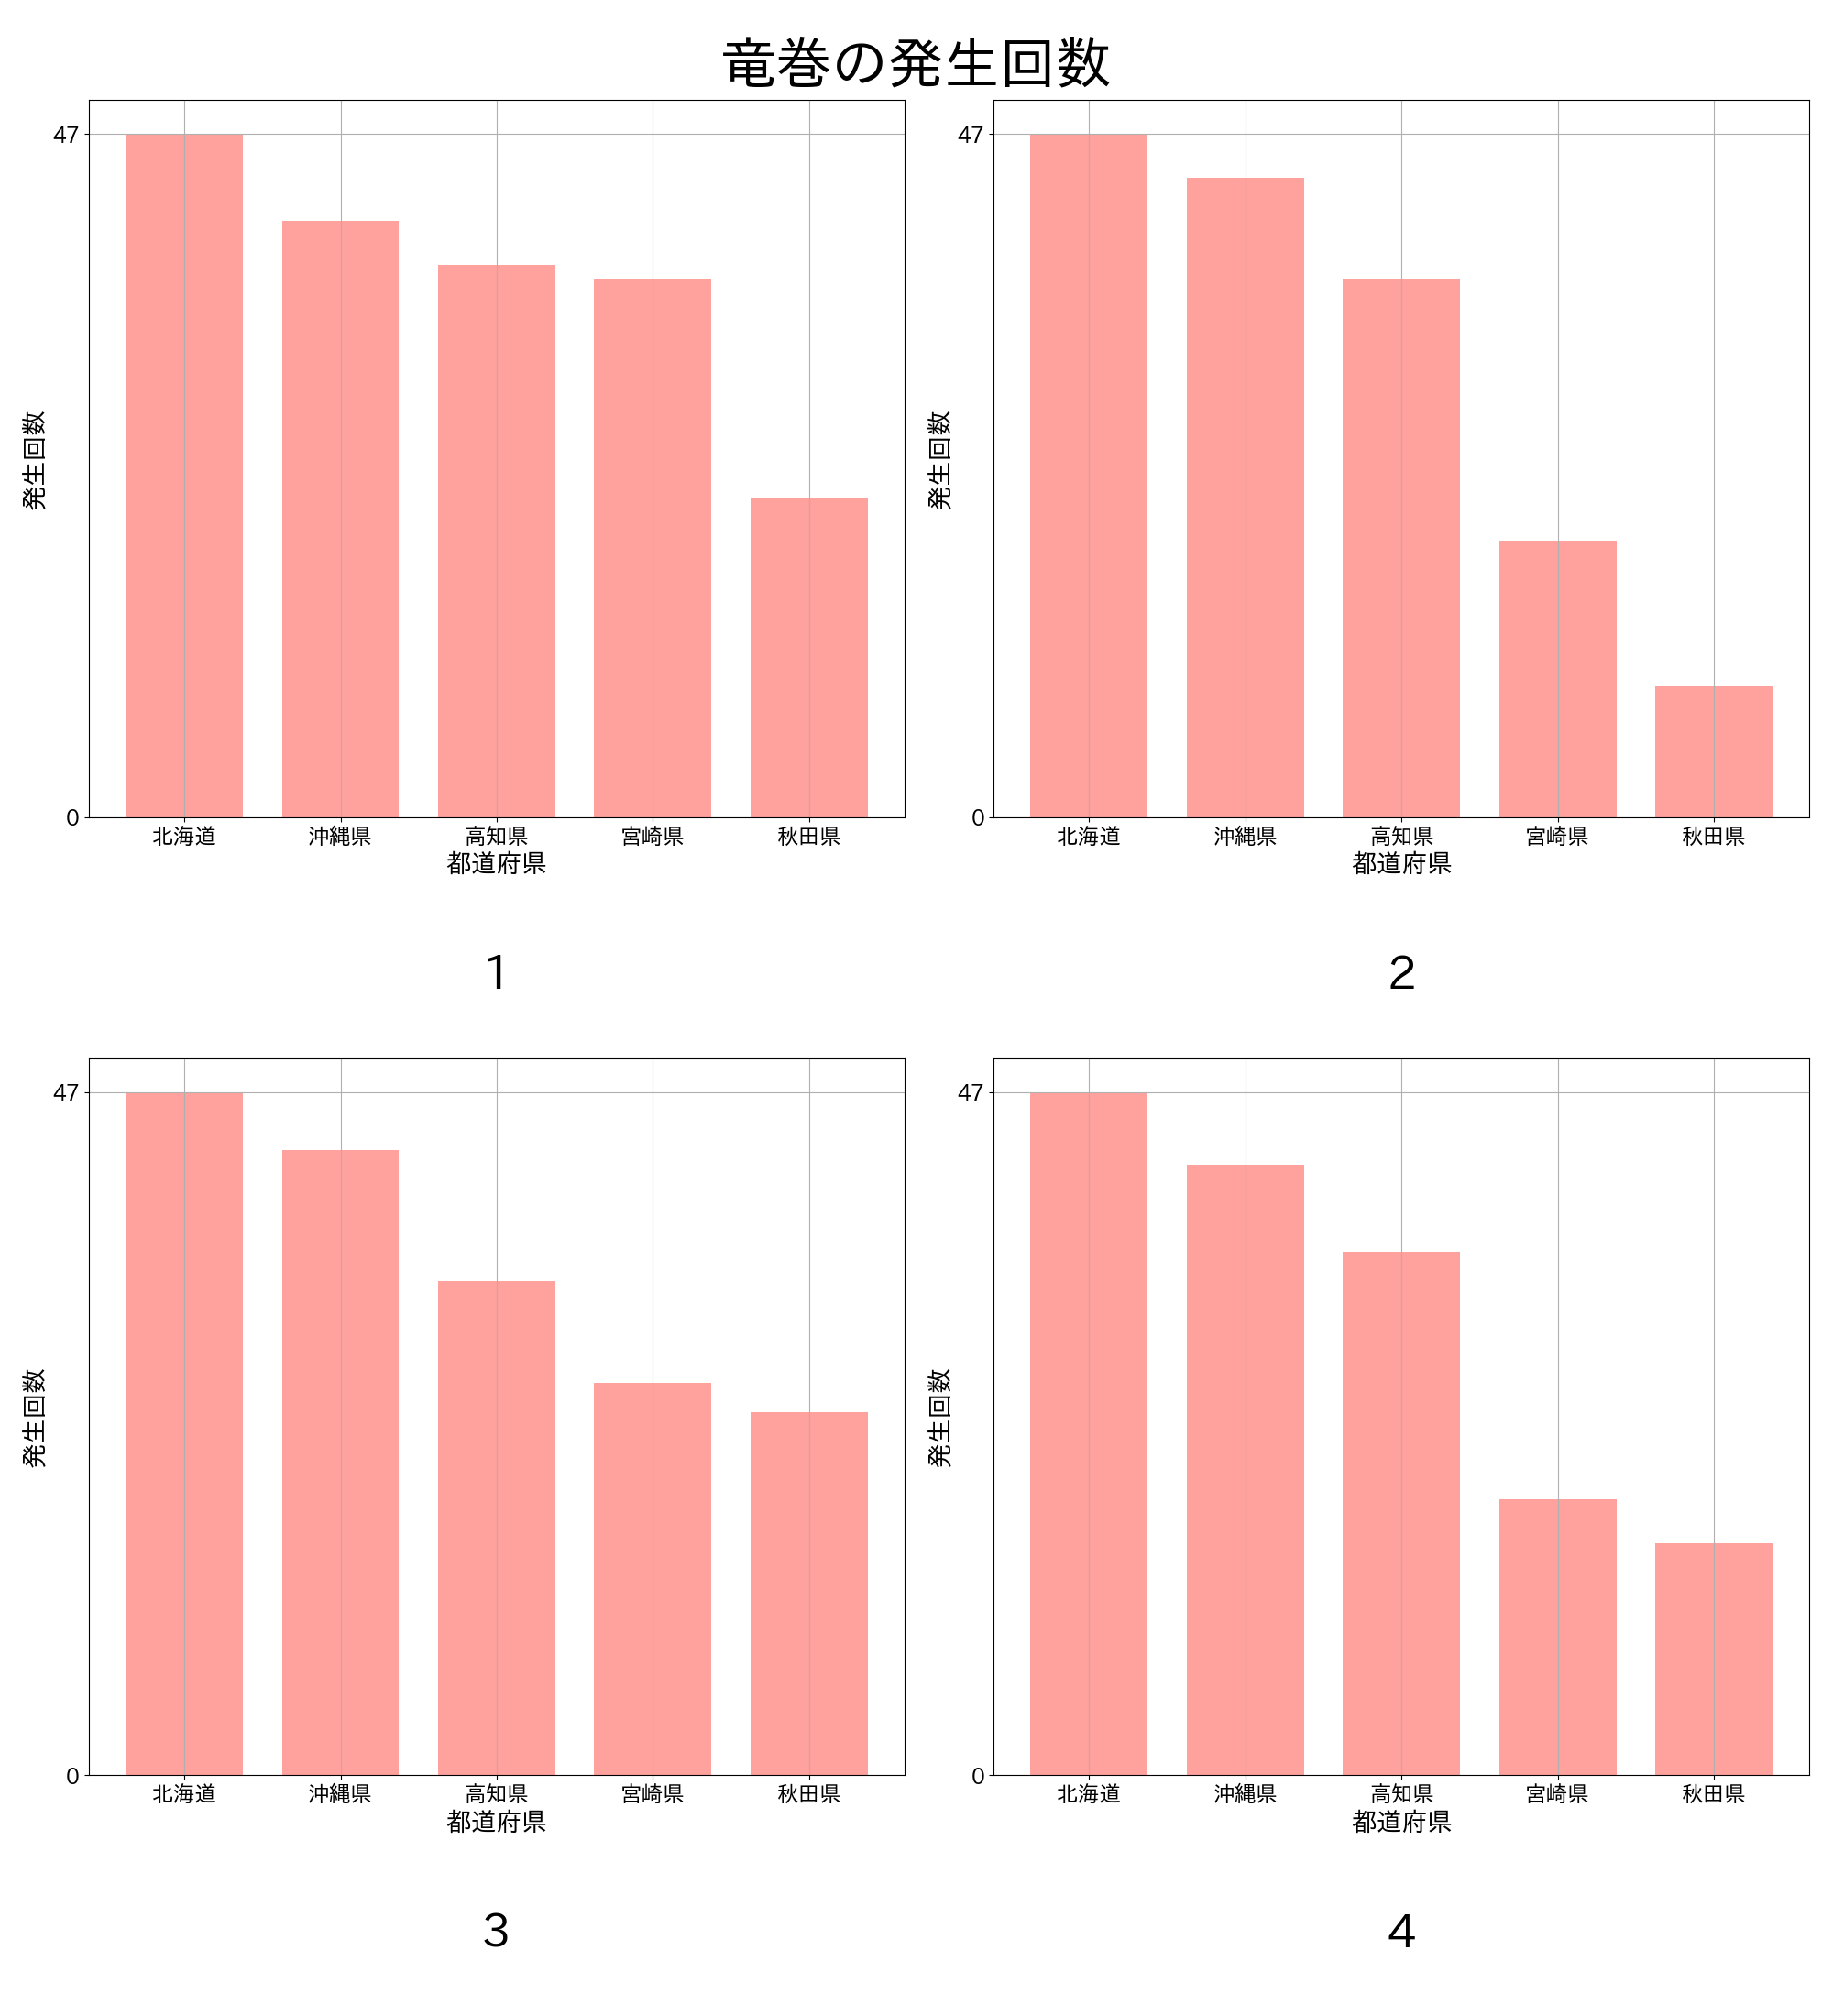 竜巻の発生回数
47
0
発生回数
北海道 沖縄県 高知県 宮崎県 秋田県
都道府県
1
47
0
発生回数
北海道 沖縄県 高知県 宮崎県 秋田県
都道府県
2
47
0
発生回数
北海道 沖縄県 高知県 宮崎県 秋田県
都道府県
3
47
0
発生回数
北海道 沖縄県 高知県 宮崎県 秋田県
都道府県
4